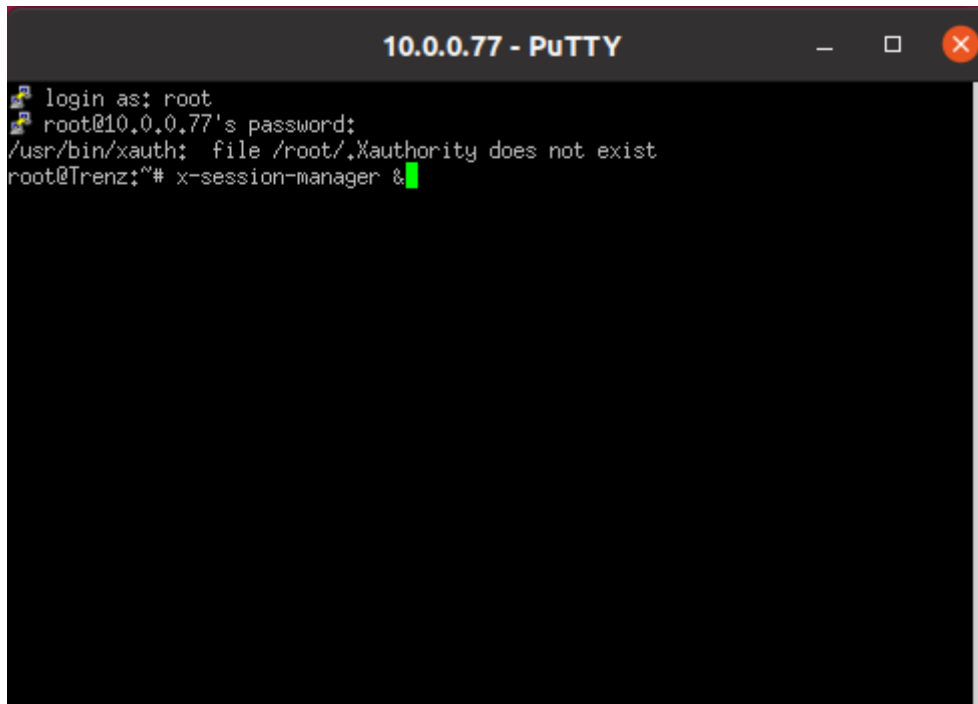 10.0.0.77 - PuTTY
login as: root
root@10.0.0.77's password:
/usr/bin/xauth:  file /root/.Xauthority does not exist
root@Trenz:~# x-session-manager &